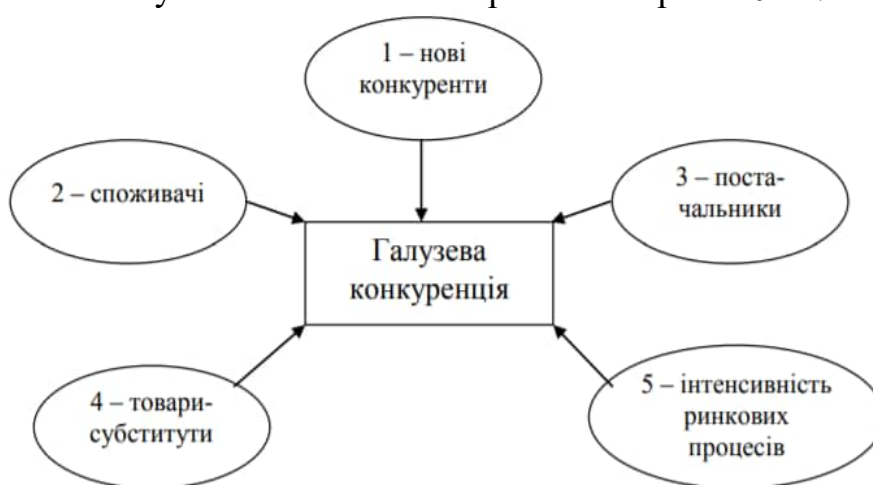 1 – нові
конкуренти
2 – споживачі
3 – поста-
чальники
Галузева
конкуренція
4 – товари-
субститути
5 – інтенсивність
ринкових
процесів